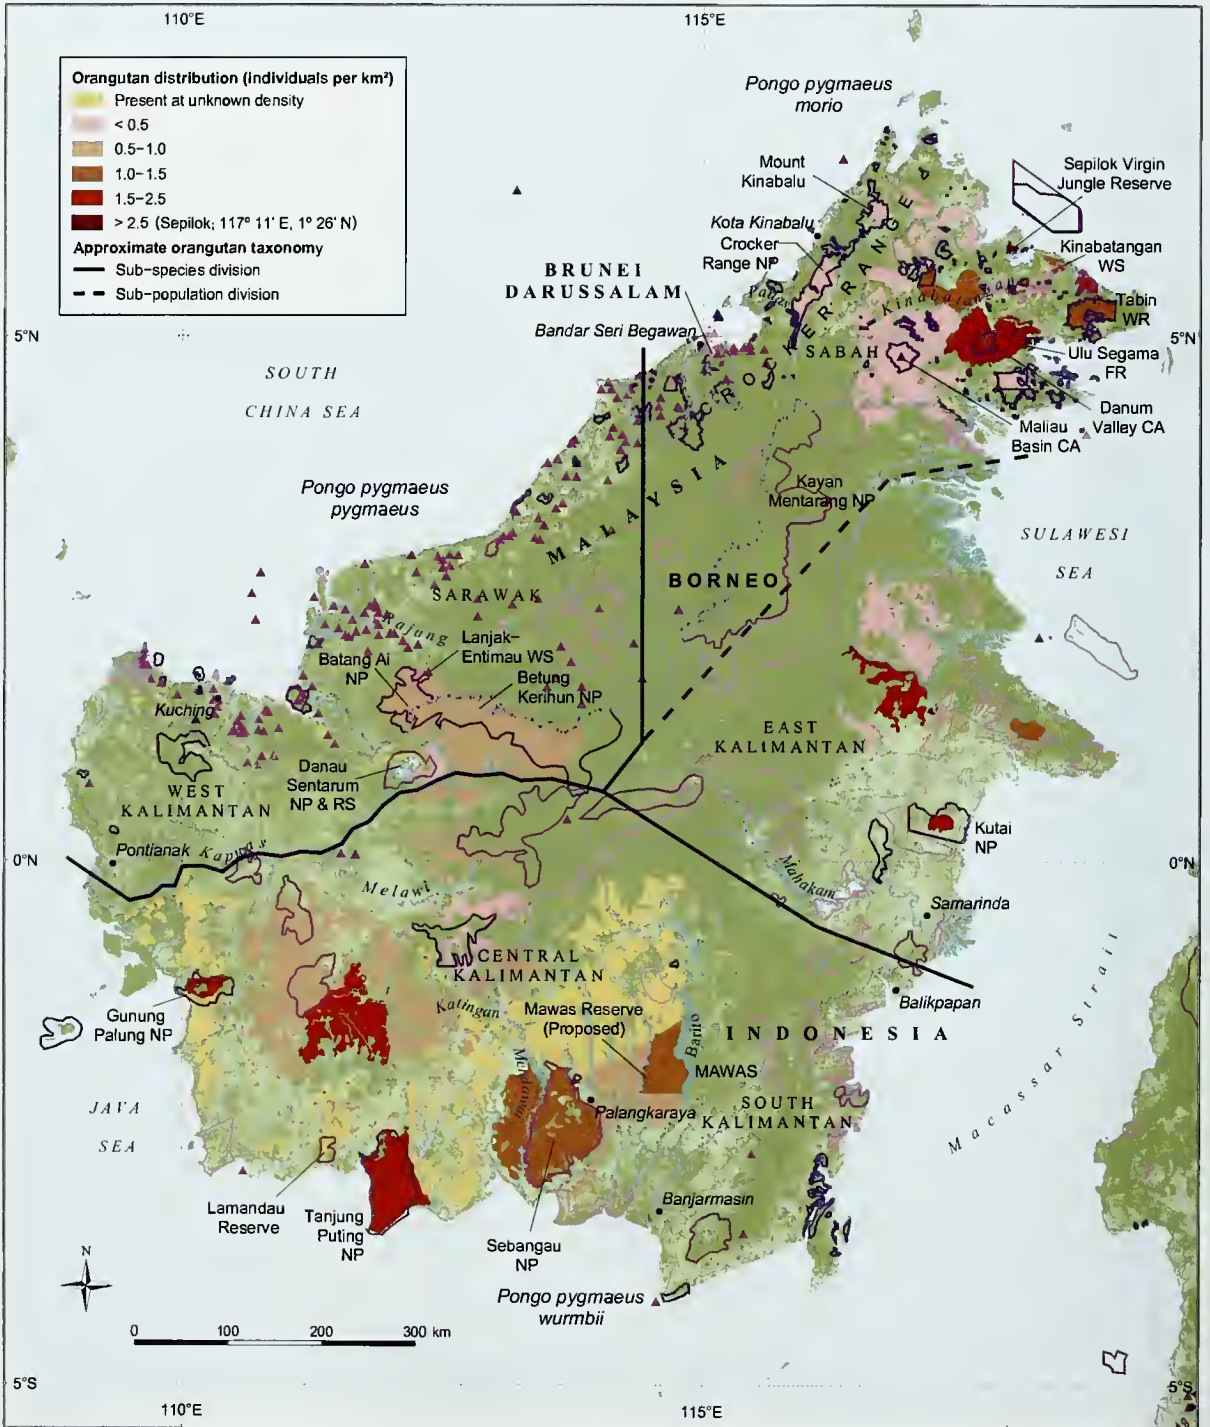 110°E
115°E
Orangutan distribution (individuals per km²)
Present at unknown density
< 0.5
0.5–1.0
1.0–1.5
1.5–2.5
> 2.5 (Sepilok; 117° 11' E, 1° 26' N)
Approximate orangutan taxonomy
Sub–species division
Sub–population division
Pongo pygmaeus
morio
Mount
Kinabalu
Sepilok Virgin
Jungle Reserve
Kota Kinabalu
Crocker
Range NP
Kinabatangan
WS
BRUNEI
DARUSSALAM
Padas
CROCKER RANGE
Kinabatangan
Tabin
WR
Bandar Seri Begawan
5°N
5°N
SABAH
Ulu Segama
FR
SOUTH
CHINA SEA
Danum
Valley CA
Maliau
Basin CA
Pongo pygmaeus
pygmaeus
MALAYSIA
Kayan
Mentarang NP
SULAWESI
SEA
BORNEO
SARAWAK
Rajang
Lanjak–
Entimau WS
Batang Ai
NP
Betung
Kerihun NP
Kuching
EAST
KALIMANTAN
Danau
Sentarum
NP & RS
WEST
KALIMANTAN
Kutai
NP
Pontianak
Kapuas
0°N
0°N
Melawi
Mahakam
Samarinda
CENTRAL
KALIMANTAN
Gunung
Palung NP
Katingan
Mawas Reserve
(Proposed)
Balikpapan
Barito
INDONESIA
MAWAS
Macassar Strait
JAVA
SEA
Palangkaraya
SOUTH
KALIMANTAN
Lamandau
Reserve
Tanjung
Puting
NP
Banjarmasin
Sebangau
NP
N
Pongo pygmaeus
wurmbii
0 100 200 300 km
5°S
5°S
110°E
115°E